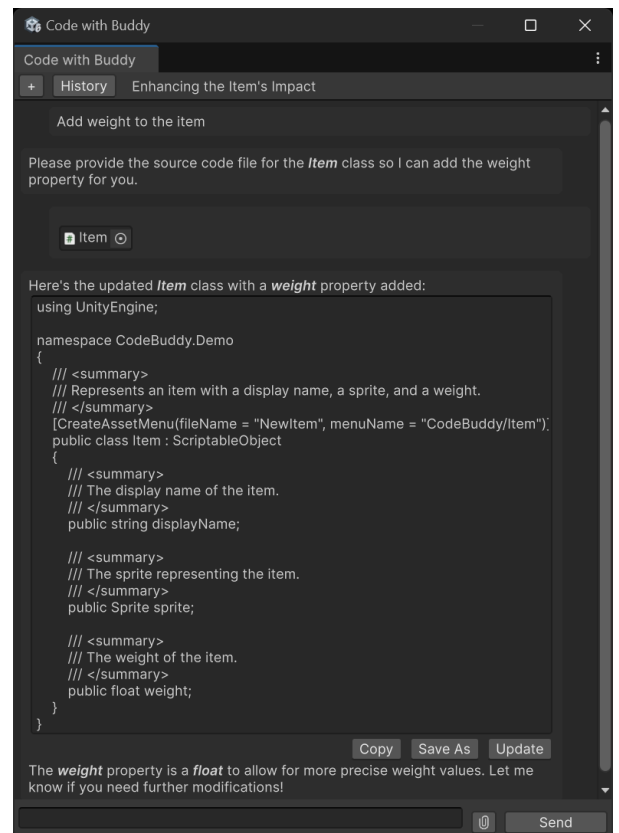 Code with Buddy
Code with Buddy
+ History Enhancing the Item's Impact
Add weight to the item
Please provide the source code file for the Item class so I can add the weight
property for you.
# Item
Here's the updated Item class with a weight property added:
using UnityEngine;
namespace CodeBuddy.Demo
{
/// <summary>
/// Represents an item with a display name, a sprite, and a weight.
/// </summary>
[CreateAssetMenu(fileName = "NewItem", menuName = "CodeBuddy/Item")]
public class Item : ScriptableObject
{
/// <summary>
/// The display name of the item.
/// </summary>
public string displayName;
/// <summary>
/// The sprite representing the item.
/// </summary>
public Sprite sprite;
/// <summary>
/// The weight of the item.
/// </summary>
public float weight;
}
}
Copy Save As Update
The weight property is a float to allow for more precise weight values. Let me
know if you need further modifications!
Send